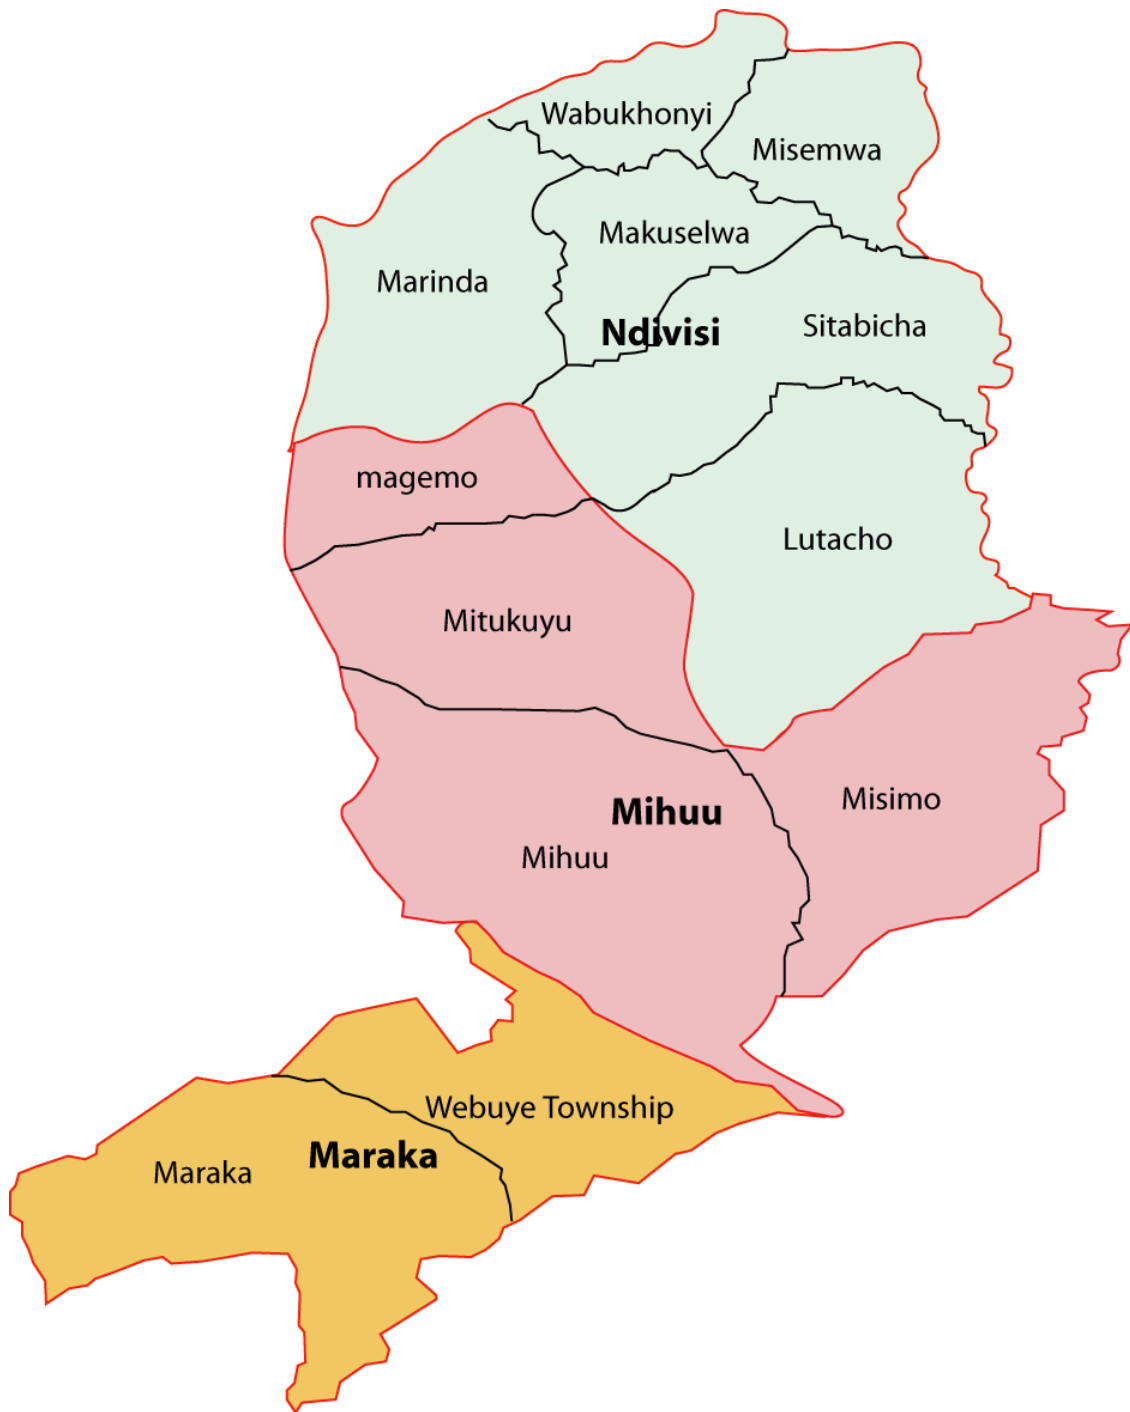 Wabukhonyi
Misemwa
Makuselwa
Marinda
Sitabicha
Ndivisi
magemo
Lutacho
Mitukuyu
Misimo
Mihuu
Mihuu
Webuye Township
Maraka
Maraka